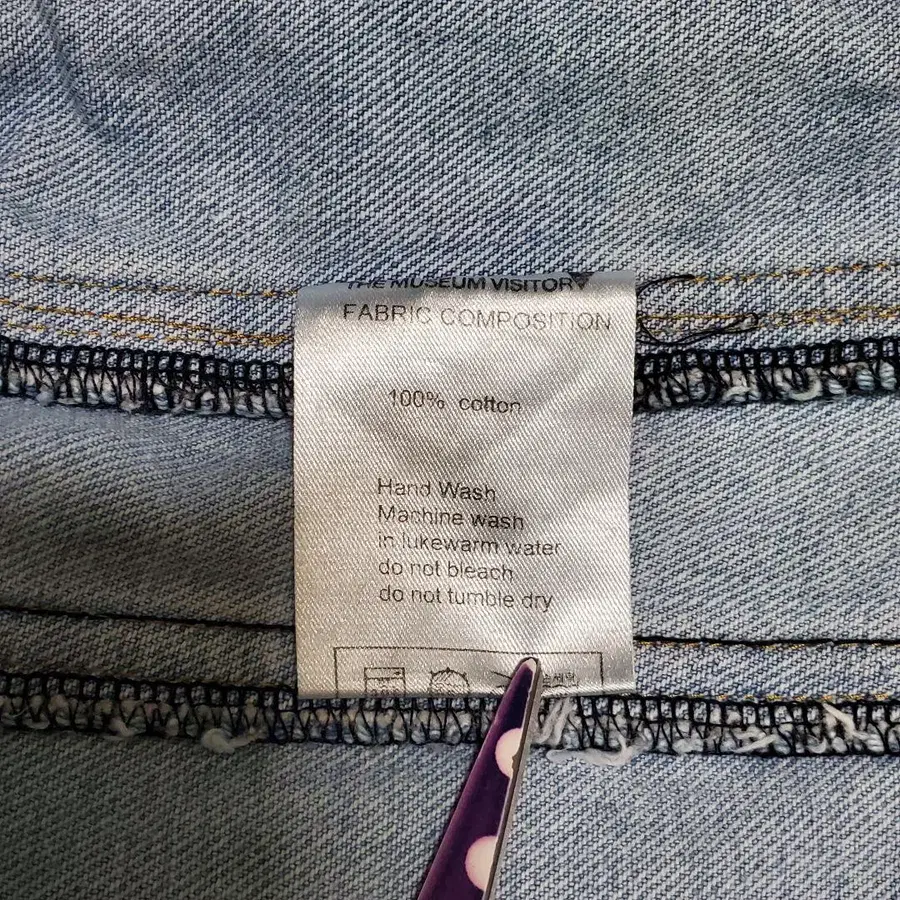 THE MUSEUM VISITOR
FABRIC COMPOSITION
100% cotton
Hand Wash
Machine wash
in lukewarm water
do not bleach
do not tumble dry